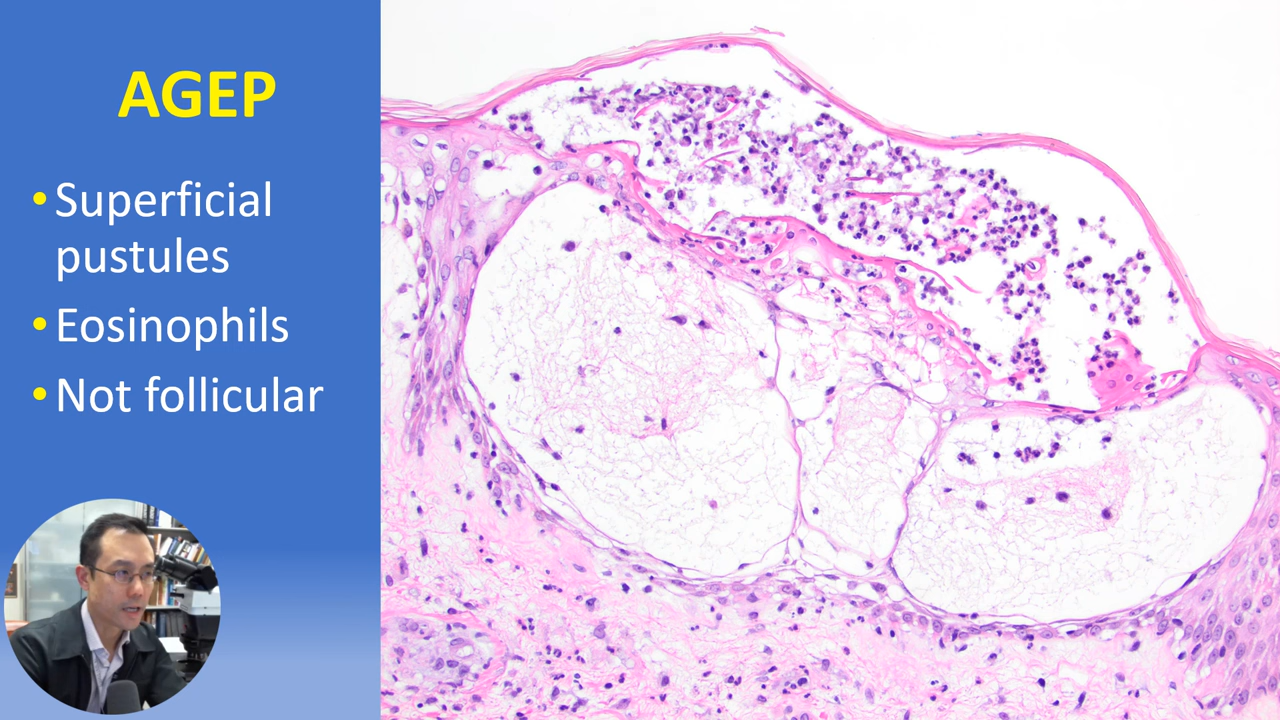 AGEP
•Superficial
pustules
•Eosinophils
•Not follicular